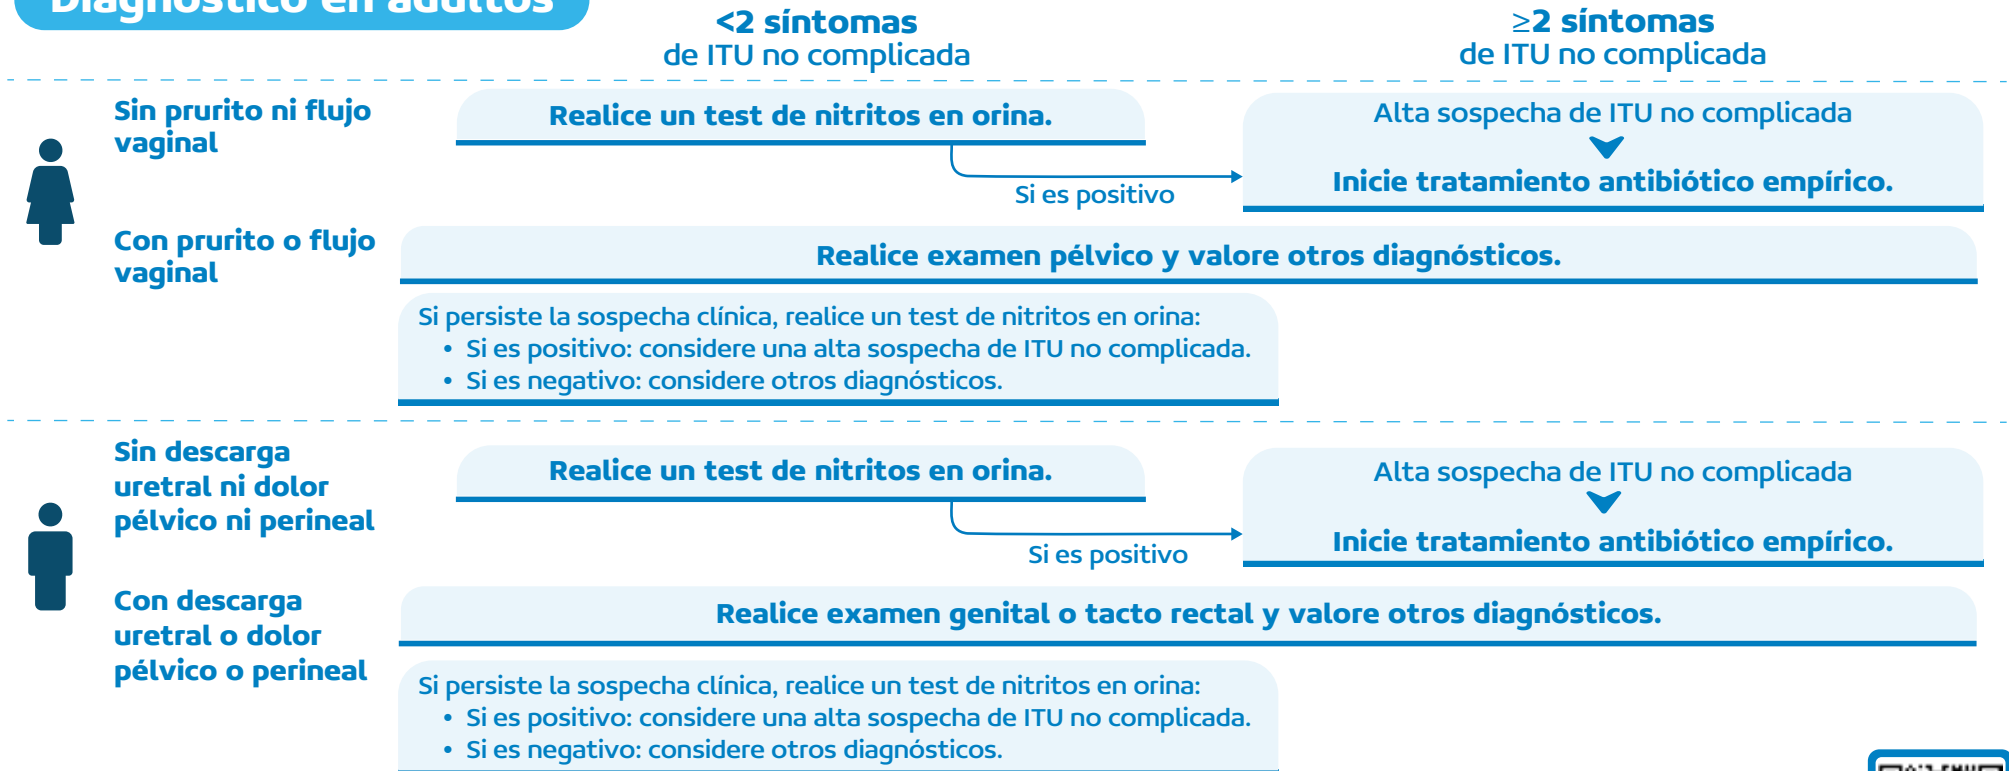 Diagnóstico en adultos
<2 síntomas
de ITU no complicada
≥2 síntomas
de ITU no complicada
Sin prurito ni flujo
vaginal
Realice un test de nitritos en orina.
Si es positivo
Alta sospecha de ITU no complicada
Inicie tratamiento antibiótico empírico.
Con prurito o flujo
vaginal
Realice examen pélvico y valore otros diagnósticos.
Si persiste la sospecha clínica, realice un test de nitritos en orina:
• Si es positivo: considere una alta sospecha de ITU no complicada.
• Si es negativo: considere otros diagnósticos.
Sin descarga
uretral ni dolor
pélvico ni perineal
Realice un test de nitritos en orina.
Si es positivo
Alta sospecha de ITU no complicada
Inicie tratamiento antibiótico empírico.
Con descarga
uretral o dolor
pélvico o perineal
Realice examen genital o tacto rectal y valore otros diagnósticos.
Si persiste la sospecha clínica, realice un test de nitritos en orina:
• Si es positivo: considere una alta sospecha de ITU no complicada.
• Si es negativo: considere otros diagnósticos.